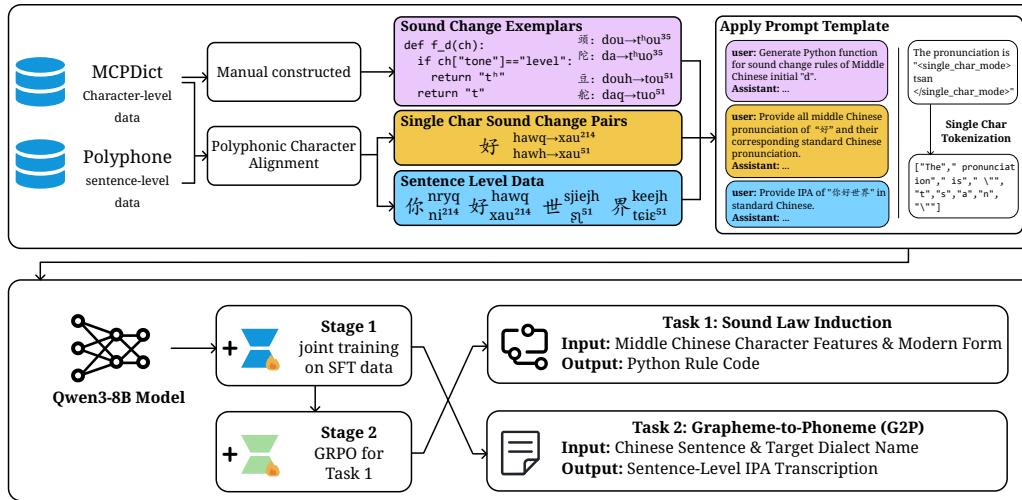 MCPDict
Character-level
data
Polyphone
sentence-level
data
Manual constructed
Polyphonic Character
Alignment
Sound Change Exemplars
def f_d(ch):
if ch["tone"]=="level":
return "tʰ"
return "t"
頭: dou→tʰou³⁵
陀: da→tʰuo³⁵
豆: douh→tou⁵¹
舵: daq→tuo⁵¹
Single Char Sound Change Pairs
好 hawq→xau²¹⁴
hawh→xau⁵¹
Sentence Level Data
你 nryq ni²¹⁴ 好 hawq xau²¹⁴ 世 sjiejh ʂʅ⁵¹ 界 keejh tɕiɛ⁵¹
Apply Prompt Template
user: Generate Python function
for sound change rules of Middle
Chinese initial "d".
Assistant: ...
user: Provide all middle Chinese
pronunciation of "好" and their
corresponding standard Chinese
pronunciation.
Assistant: ...
user: Provide IPA of "你好世界" in
standard Chinese.
Assistant: ...
The pronunciation is
"<single_char_mode>
tsan
</single_char_mode>"
Single Char
Tokenization
["The"," pronunciat
ion"," is"," \"",
"t","s","a","n",
"\""]
Qwen3-8B Model
+
Stage 1
joint training
on SFT data
+
Stage 2
GRPO for
Task 1
Task 1: Sound Law Induction
Input: Middle Chinese Character Features & Modern Form
Output: Python Rule Code
Task 2: Grapheme-to-Phoneme (G2P)
Input: Chinese Sentence & Target Dialect Name
Output: Sentence-Level IPA Transcription